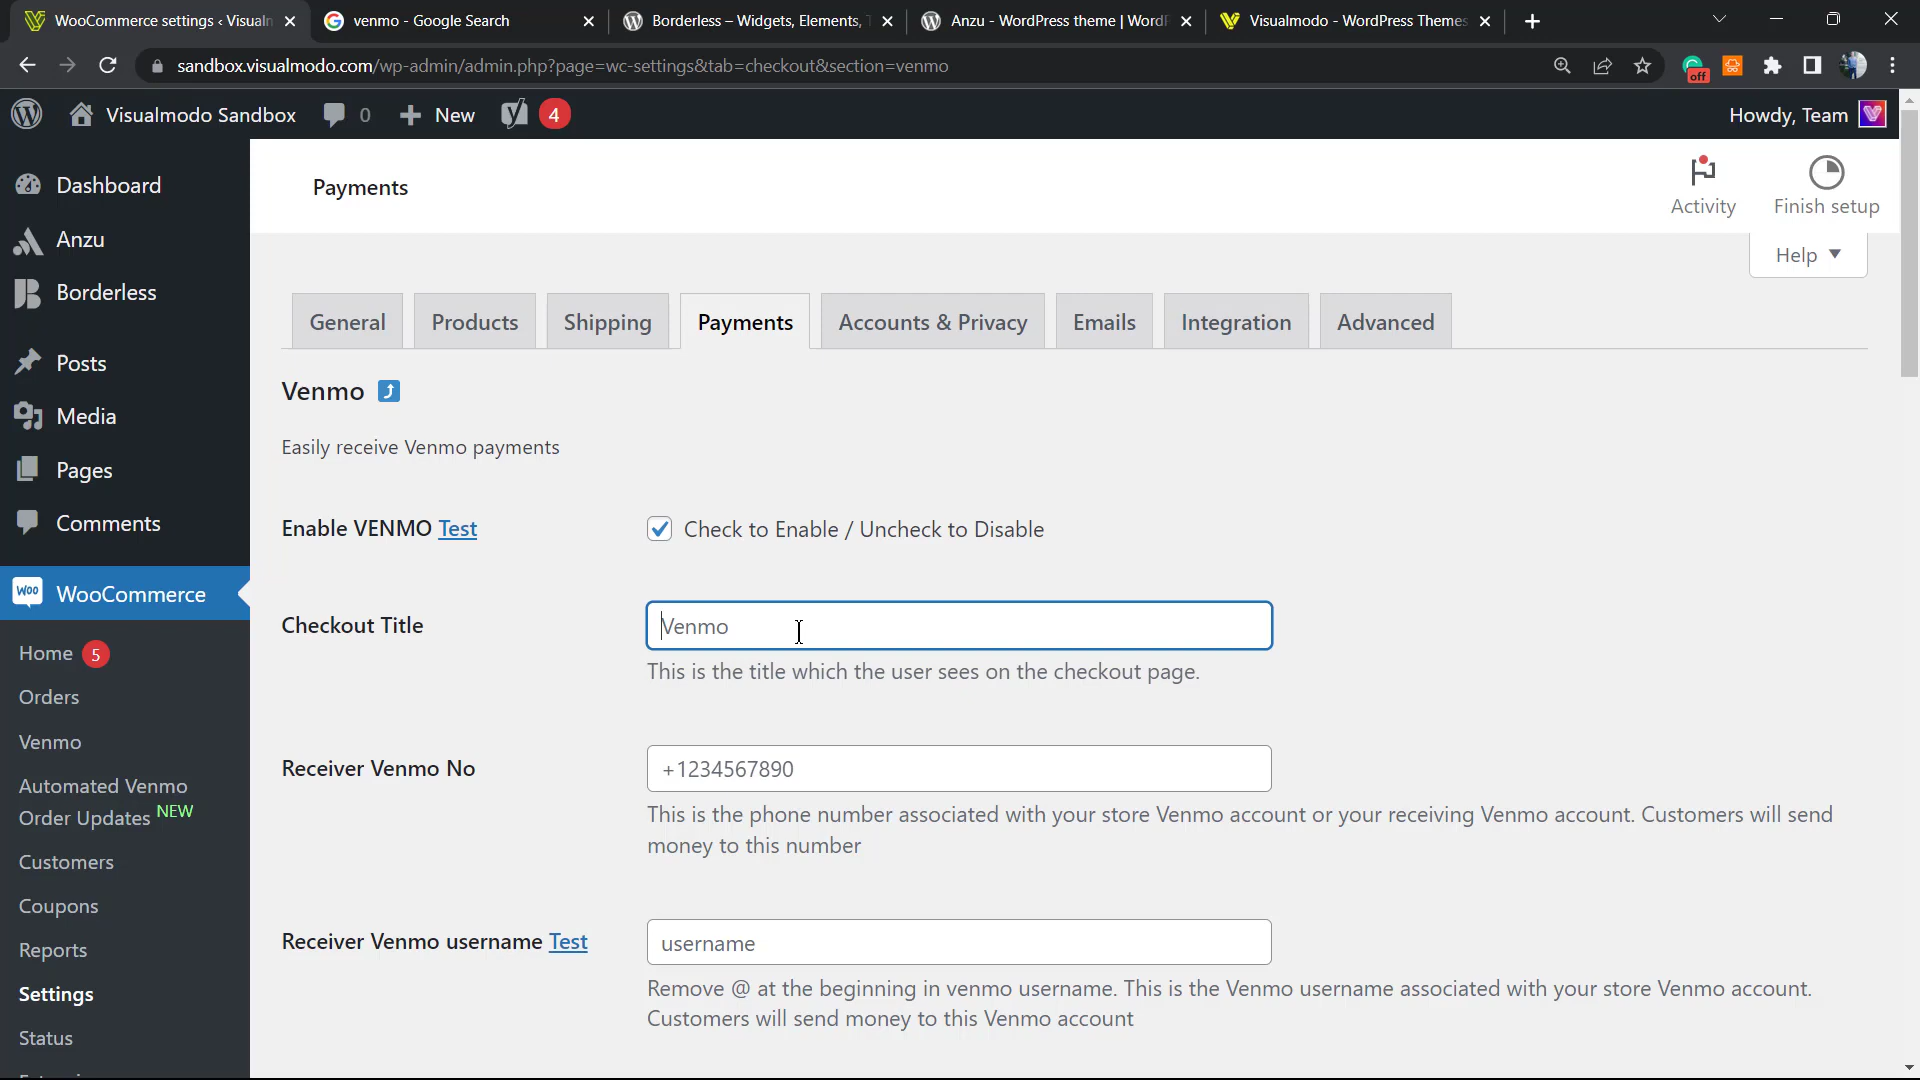 WooCommerce settings ‹ Visualn
venmo - Google Search
Borderless – Widgets, Elements,
Anzu - WordPress theme | Word
Visualmodo - WordPress Themes
sandbox.visualmodo.com/wp-admin/admin.php?page=wc-settings&tab=checkout&section=venmo
off
Visualmodo Sandbox
0
New
4
Howdy, Team
Dashboard
Anzu
Borderless
Posts
Media
Pages
Comments
WOO
WooCommerce
Home 5
Orders
Venmo
Automated Venmo
Order Updates NEW
Customers
Coupons
Reports
Settings
Status
Payments
Activity
Finish setup
Help
General
Products
Shipping
Payments
Accounts & Privacy
Emails
Integration
Advanced
Venmo
Easily receive Venmo payments
Enable VENMO Test
Check to Enable / Uncheck to Disable
Checkout Title
Venmo
This is the title which the user sees on the checkout page.
Receiver Venmo No
+1234567890
This is the phone number associated with your store Venmo account or your receiving Venmo account. Customers will send
money to this number
Receiver Venmo username Test
username
Remove @ at the beginning in venmo username. This is the Venmo username associated with your store Venmo account.
Customers will send money to this Venmo account